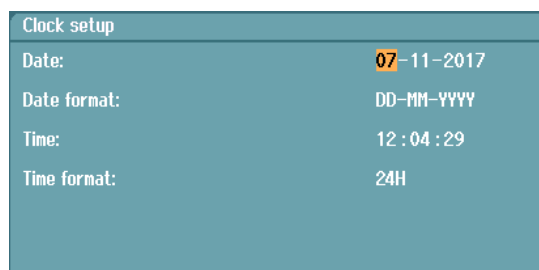 Clock setup
Date: 07-11-2017
Date format: DD-MM-YYYY
Time: 12:04:29
Time format: 24H